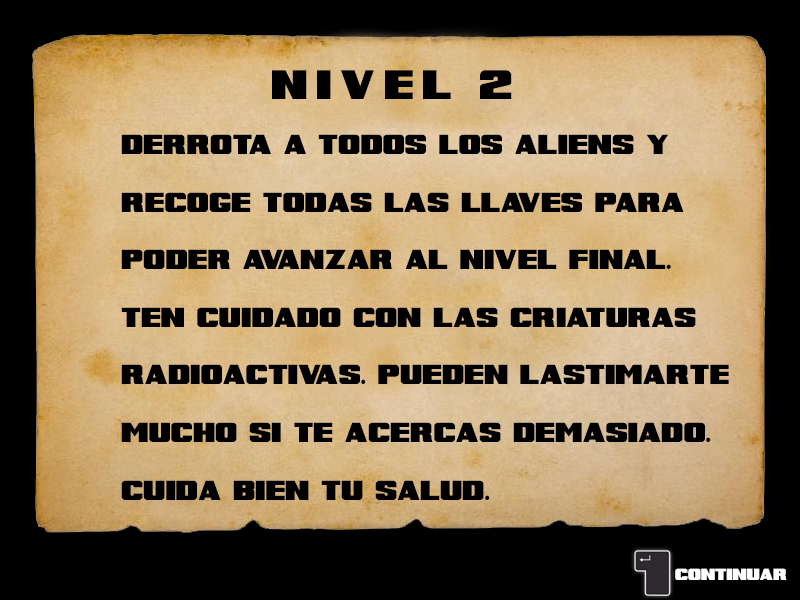 NIVEL 2
DERROTA A TODOS LOS ALIENS Y
RECOGE TODAS LAS LLAVES PARA
PODER AVANZAR AL NIVEL FINAL.
TEN CUIDADO CON LAS CRIATURAS
RADIOACTIVAS. PUEDEN LASTIMARTE
MUCHO SI TE ACERCAS DEMASIADO.
CUIDA BIEN TU SALUD.
CONTINUAR